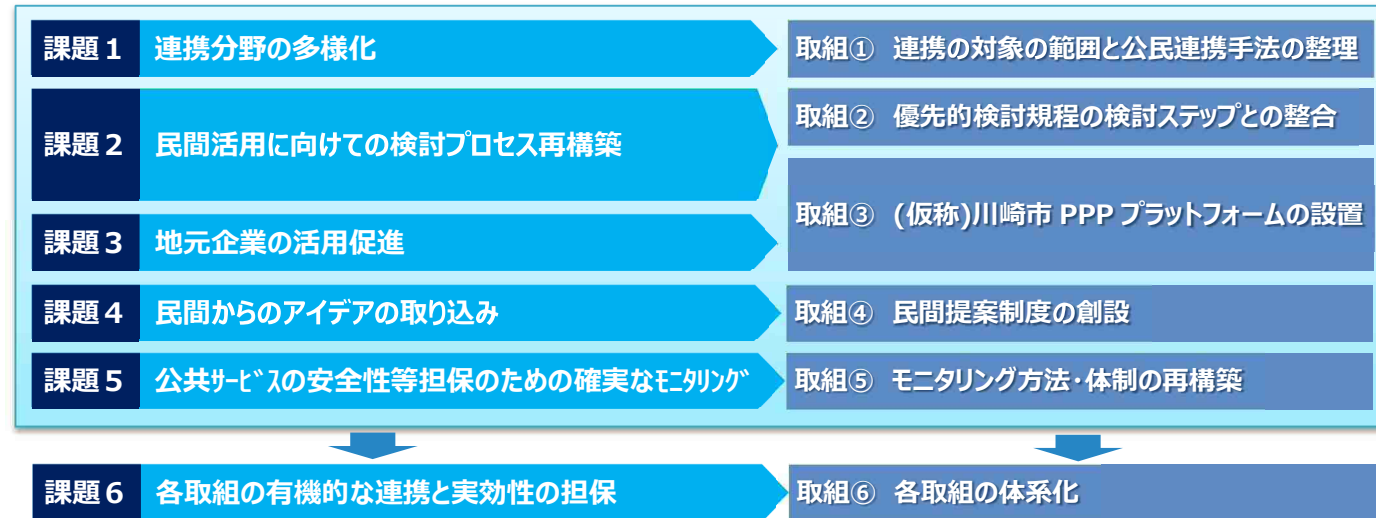 課題1 連携分野の多様化
取組① 連携の対象の範囲と公民連携手法の整理
課題2 民間活用に向けての検討プロセス再構築
取組② 優先的検討規程の検討ステップとの整合
取組③ (仮称)川崎市 PPP プラットフォームの設置
課題3 地元企業の活用促進
課題4 民間からのアイデアの取り込み
取組④ 民間提案制度の創設
課題5 公共ｻｰﾋﾞｽの安全性等担保のための確実なﾓﾆﾀﾘﾝｸﾞ
取組⑤ モニタリング方法・体制の再構築
課題6 各取組の有機的な連携と実効性の担保
取組⑥ 各取組の体系化